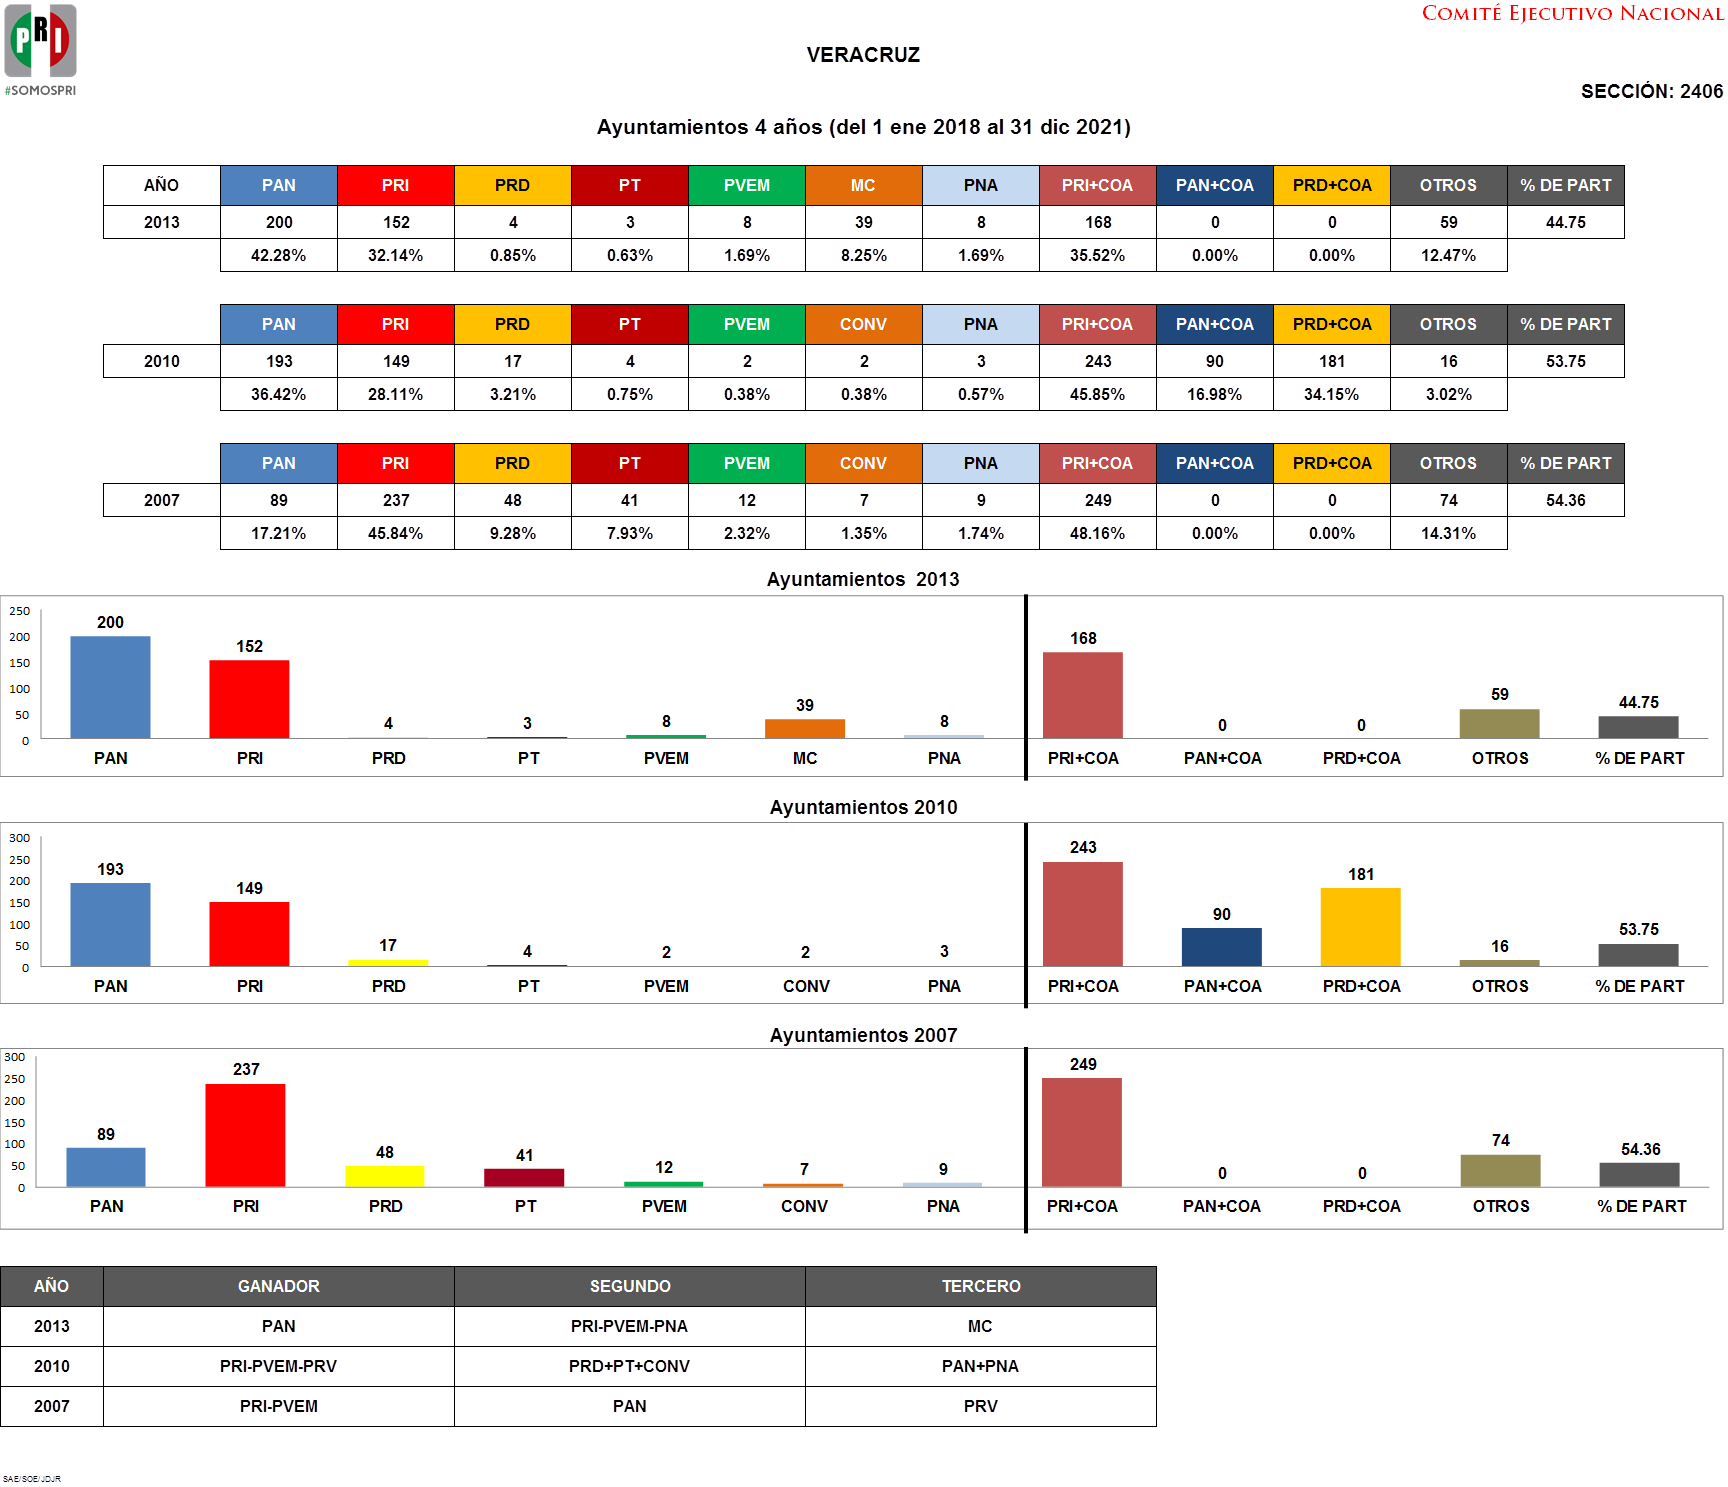 PRI
#SOMOSPRI
COMITÉ EJECUTIVO NACIONAL
VERACRUZ
SECCIÓN: 2406
Ayuntamientos 4 años (del 1 ene 2018 al 31 dic 2021)
AÑO PAN PRI PRD PT PVEM MC PNA PRI+COA PAN+COA PRD+COA OTROS % DE PART
2013 200 152 4 3 8 39 8 168 0 0 59 44.75
42.28% 32.14% 0.85% 0.63% 1.69% 8.25% 1.69% 35.52% 0.00% 0.00% 12.47%
PAN PRI PRD PT PVEM CONV PNA PRI+COA PAN+COA PRD+COA OTROS % DE PART
2010 193 149 17 4 2 2 3 243 90 181 16 53.75
36.42% 28.11% 3.21% 0.75% 0.38% 0.38% 0.57% 45.85% 16.98% 34.15% 3.02%
PAN PRI PRD PT PVEM CONV PNA PRI+COA PAN+COA PRD+COA OTROS % DE PART
2007 89 237 48 41 12 7 9 249 0 0 74 54.36
17.21% 45.84% 9.28% 7.93% 2.32% 1.35% 1.74% 48.16% 0.00% 0.00% 14.31%
Ayuntamientos 2013
250
200
150
100
50
0
200 152 4 3 8 39 8 168 0 0 59 44.75
PAN PRI PRD PT PVEM MC PNA PRI+COA PAN+COA PRD+COA OTROS % DE PART
Ayuntamientos 2010
300
250
200
150
100
50
0
193 149 17 4 2 2 3 243 90 181 16 53.75
PAN PRI PRD PT PVEM CONV PNA PRI+COA PAN+COA PRD+COA OTROS % DE PART
Ayuntamientos 2007
300
250
200
150
100
50
0
89 237 48 41 12 7 9 249 0 0 74 54.36
PAN PRI PRD PT PVEM CONV PNA PRI+COA PAN+COA PRD+COA OTROS % DE PART
AÑO GANADOR SEGUNDO TERCERO
2013 PAN PRI-PVEM-PNA MC
2010 PRI-PVEM-PRV PRD+PT+CONV PAN+PNA
2007 PRI-PVEM PAN PRV
SAE/SOE/JDJR